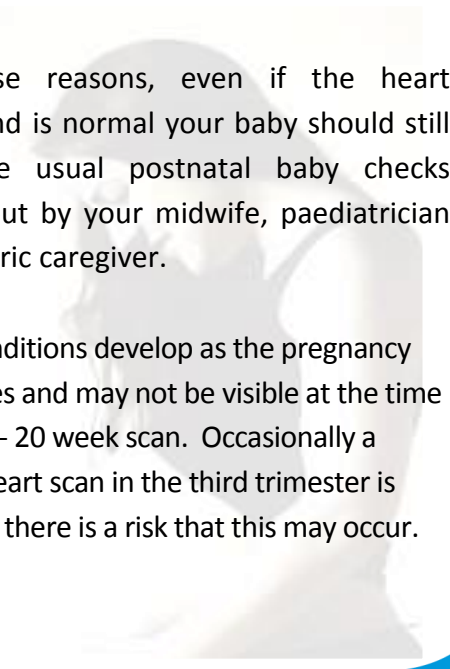 se reasons, even if the heart
nd is normal your baby should still
e usual postnatal baby checks
ut by your midwife, paediatrician
ric caregiver.
nditions develop as the pregnancy
es and may not be visible at the time
- 20 week scan. Occasionally a
eart scan in the third trimester is
there is a risk that this may occur.